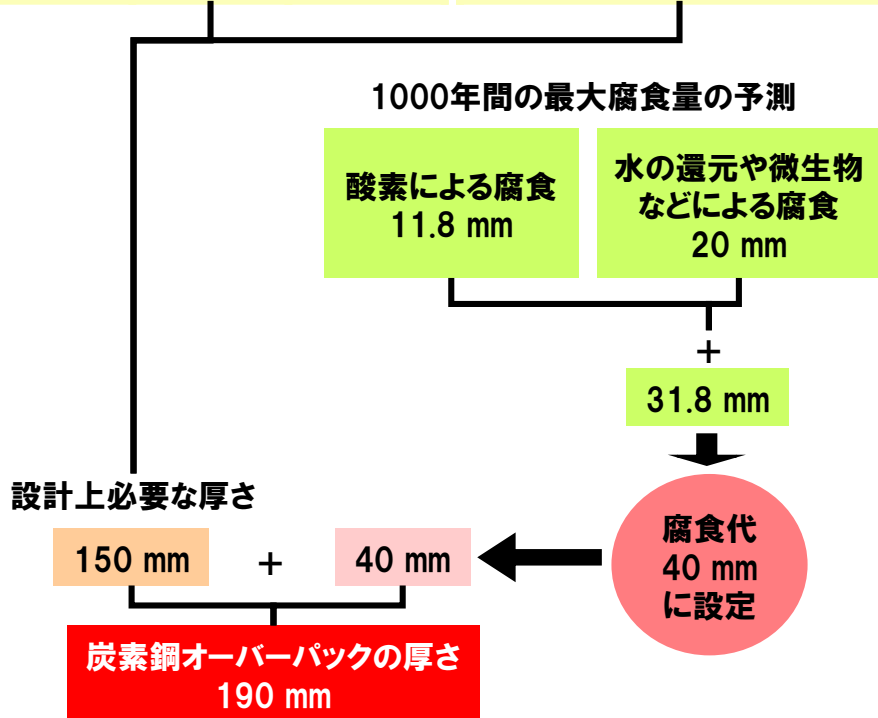 1000年間の最大腐食量の予測
酸素による腐食
11.8 mm
水の還元や微生物
などによる腐食
20 mm
+
31.8 mm
設計上必要な厚さ
150 mm
+
40 mm
腐食代
40 mm
に設定
炭素鋼オーバーパックの厚さ
190 mm